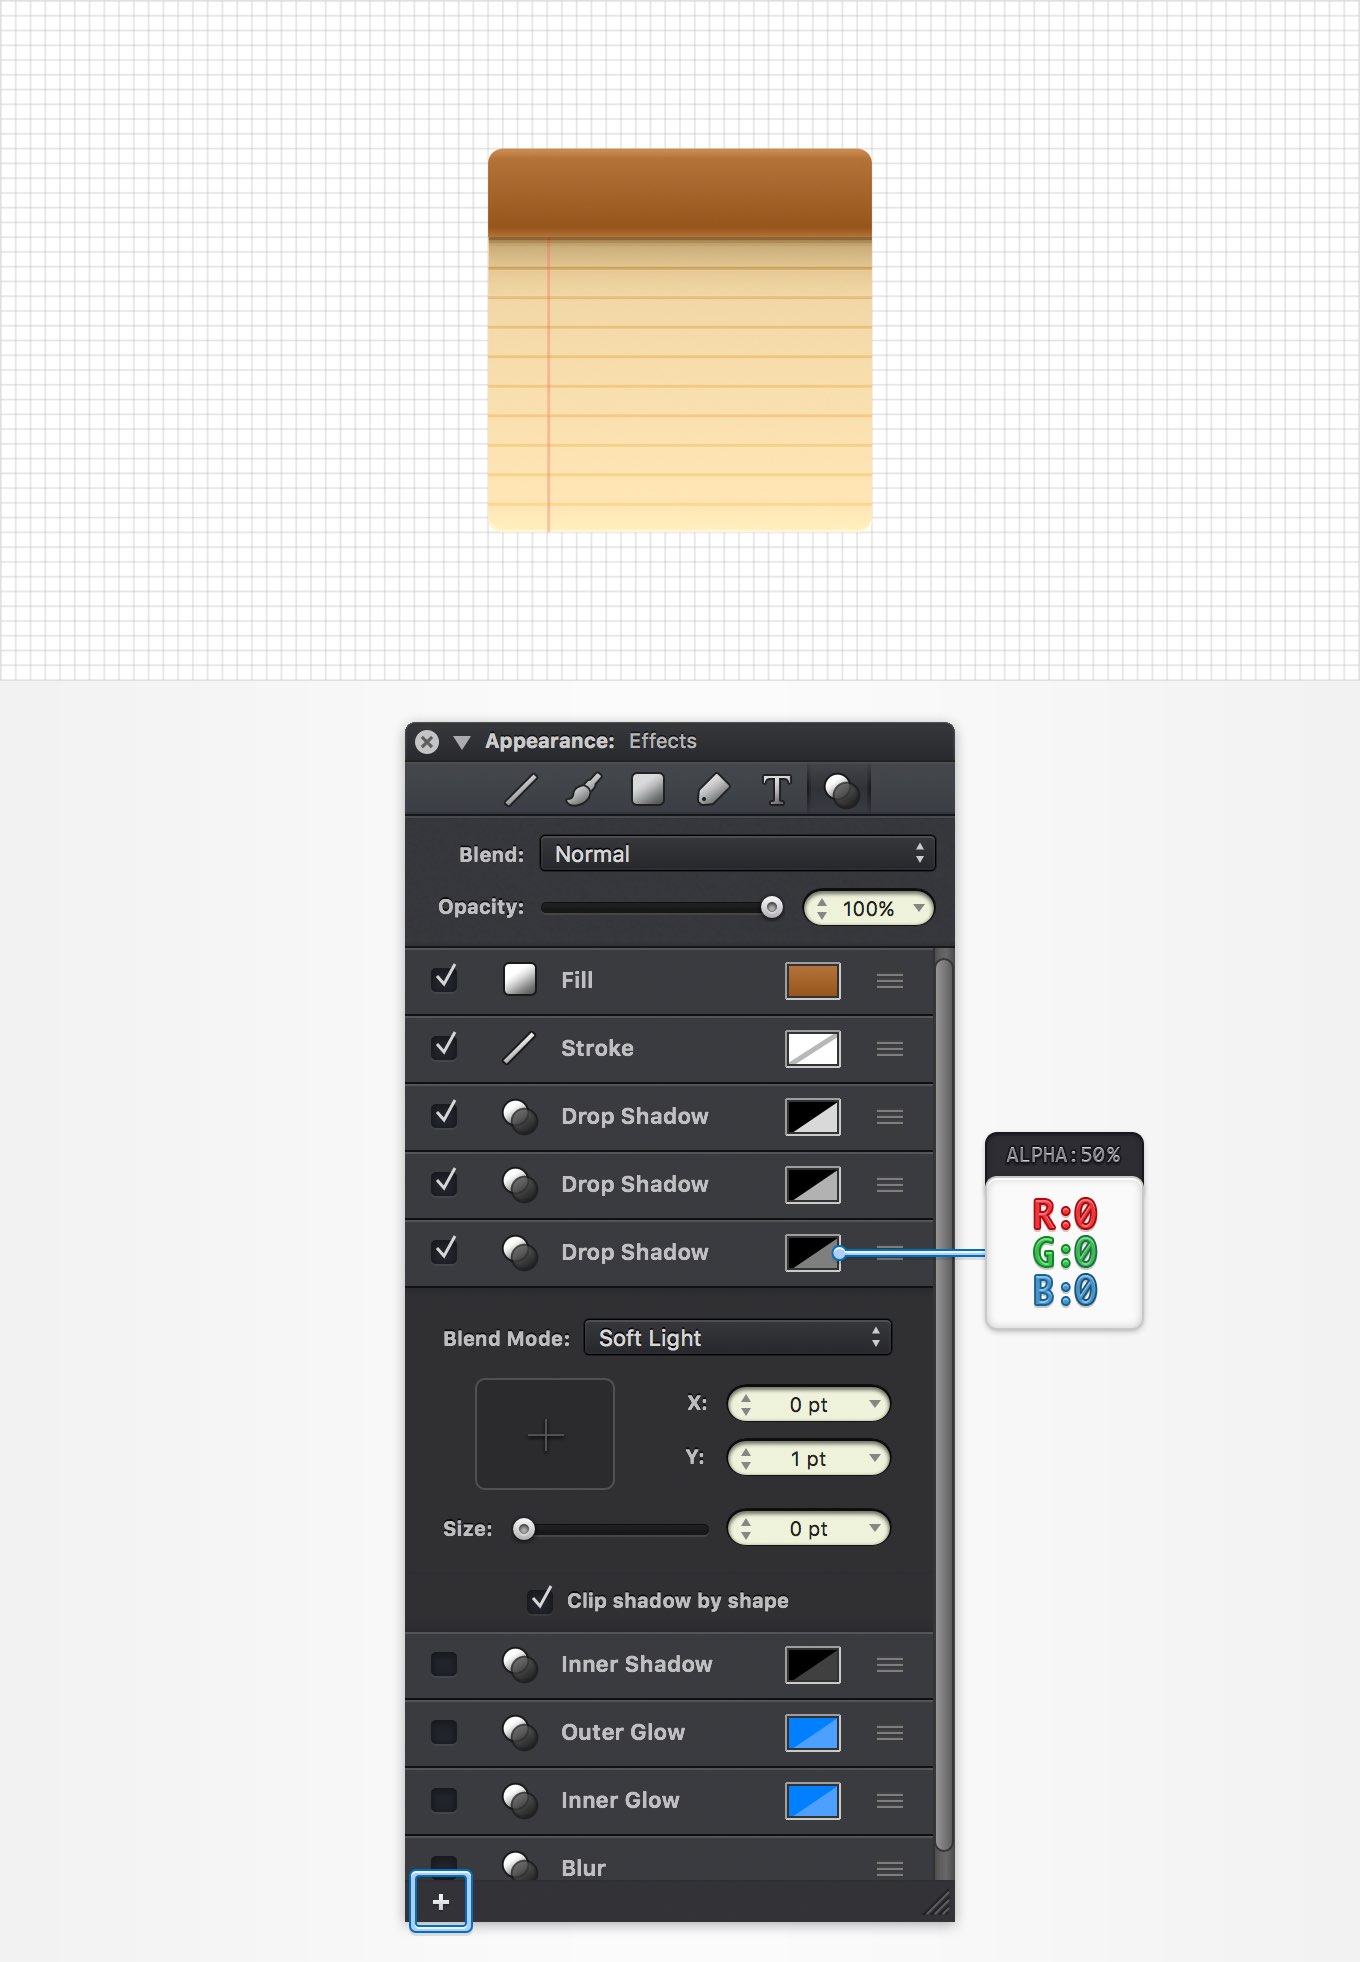 Appearance: Effects
T
Blend: Normal
Opacity: 100%
Fill
Stroke
Drop Shadow
Drop Shadow
Drop Shadow
ALPHA:50%
R:0
G:0
B:0
Blend Mode: Soft Light
X: 0 pt
Y: 1 pt
Size: 0 pt
Clip shadow by shape
Inner Shadow
Outer Glow
Inner Glow
Blur
+